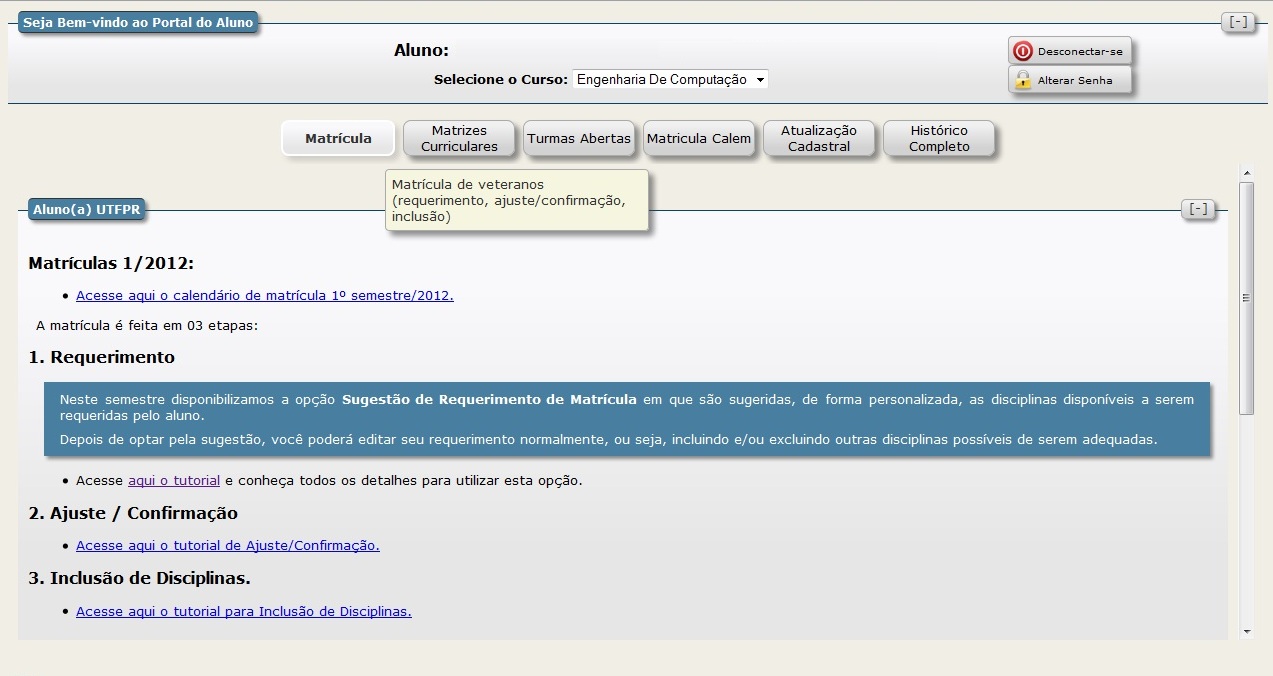 Seja Bem-vindo ao Portal do Aluno
[-]
Aluno:
Desconectar-se
Selecione o Curso: Engenharia De Computação
Alterar Senha
Matrícula
Matrizes
Curriculares
Turmas Abertas
Matricula Calem
Atualização
Cadastral
Histórico
Completo
Matrícula de veteranos
(requerimento, ajuste/confirmação,
inclusão)
Aluno(a) UTFPR
[-]
Matrículas 1/2012:
• Acesse aqui o calendário de matrícula 1º semestre/2012.
A matrícula é feita em 03 etapas:
1. Requerimento
Neste semestre disponibilizamos a opção Sugestão de Requerimento de Matrícula em que são sugeridas, de forma personalizada, as disciplinas disponíveis a serem
requeridas pelo aluno.
Depois de optar pela sugestão, você poderá editar seu requerimento normalmente, ou seja, incluindo e/ou excluindo outras disciplinas possíveis de serem adequadas.
• Acesse aqui o tutorial e conheça todos os detalhes para utilizar esta opção.
2. Ajuste / Confirmação
• Acesse aqui o tutorial de Ajuste/Confirmação.
3. Inclusão de Disciplinas.
• Acesse aqui o tutorial para Inclusão de Disciplinas.